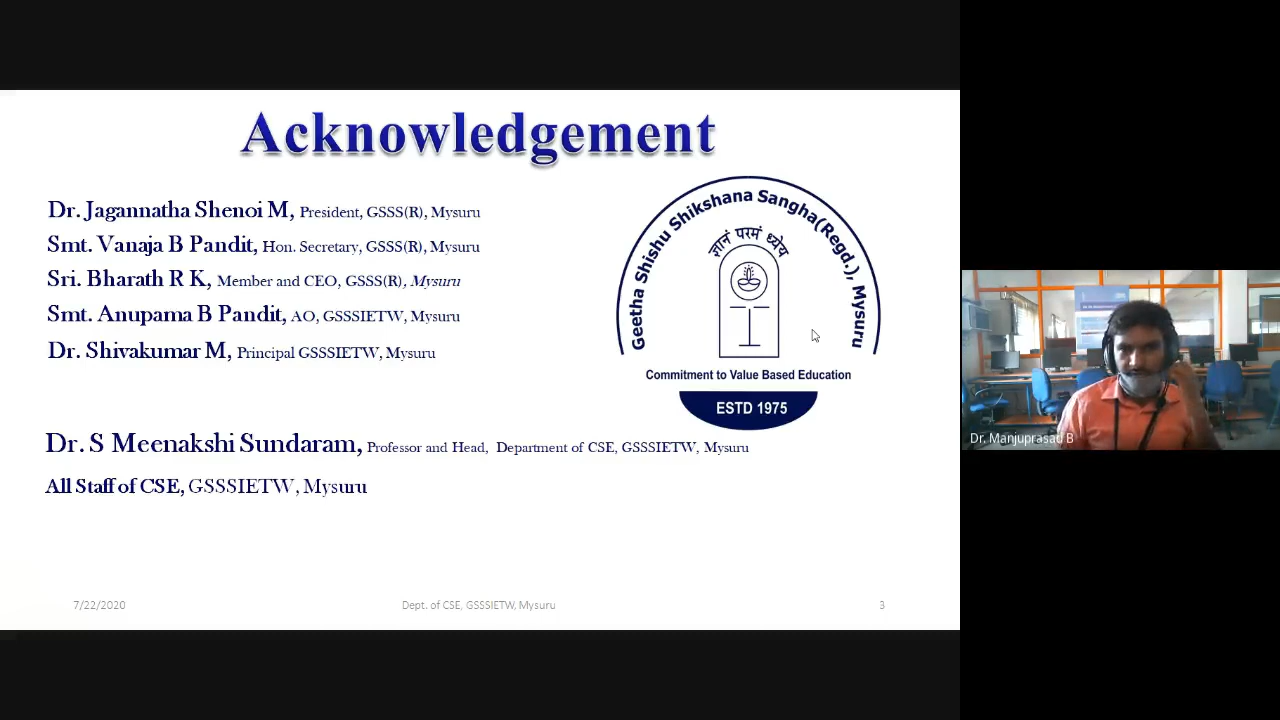 Acknowledgement
Dr. Jagannatha Shenoi M, President, GSSS(R), Mysuru
Smt. Vanaja B Pandit, Hon. Secretary, GSSS(R), Mysuru
Sri. Bharath R K, Member and CEO, GSSS(R), Mysuru
Smt. Anupama B Pandit, AO, GSSSIETW, Mysuru
Dr. Shivakumar M, Principal GSSSIETW, Mysuru
Geetha Shishu Shikshana Sangha(Regd.), Mysuru
ज्ञानं परमं ध्येय
Commitment to Value Based Education
ESTD 1975
Dr. S Meenakshi Sundaram, Professor and Head, Department of CSE, GSSSIETW, Mysuru
All Staff of CSE, GSSSIETW, Mysuru
7/22/2020
Dept. of CSE, GSSSIETW, Mysuru
3
Dr. Manjuprasad B